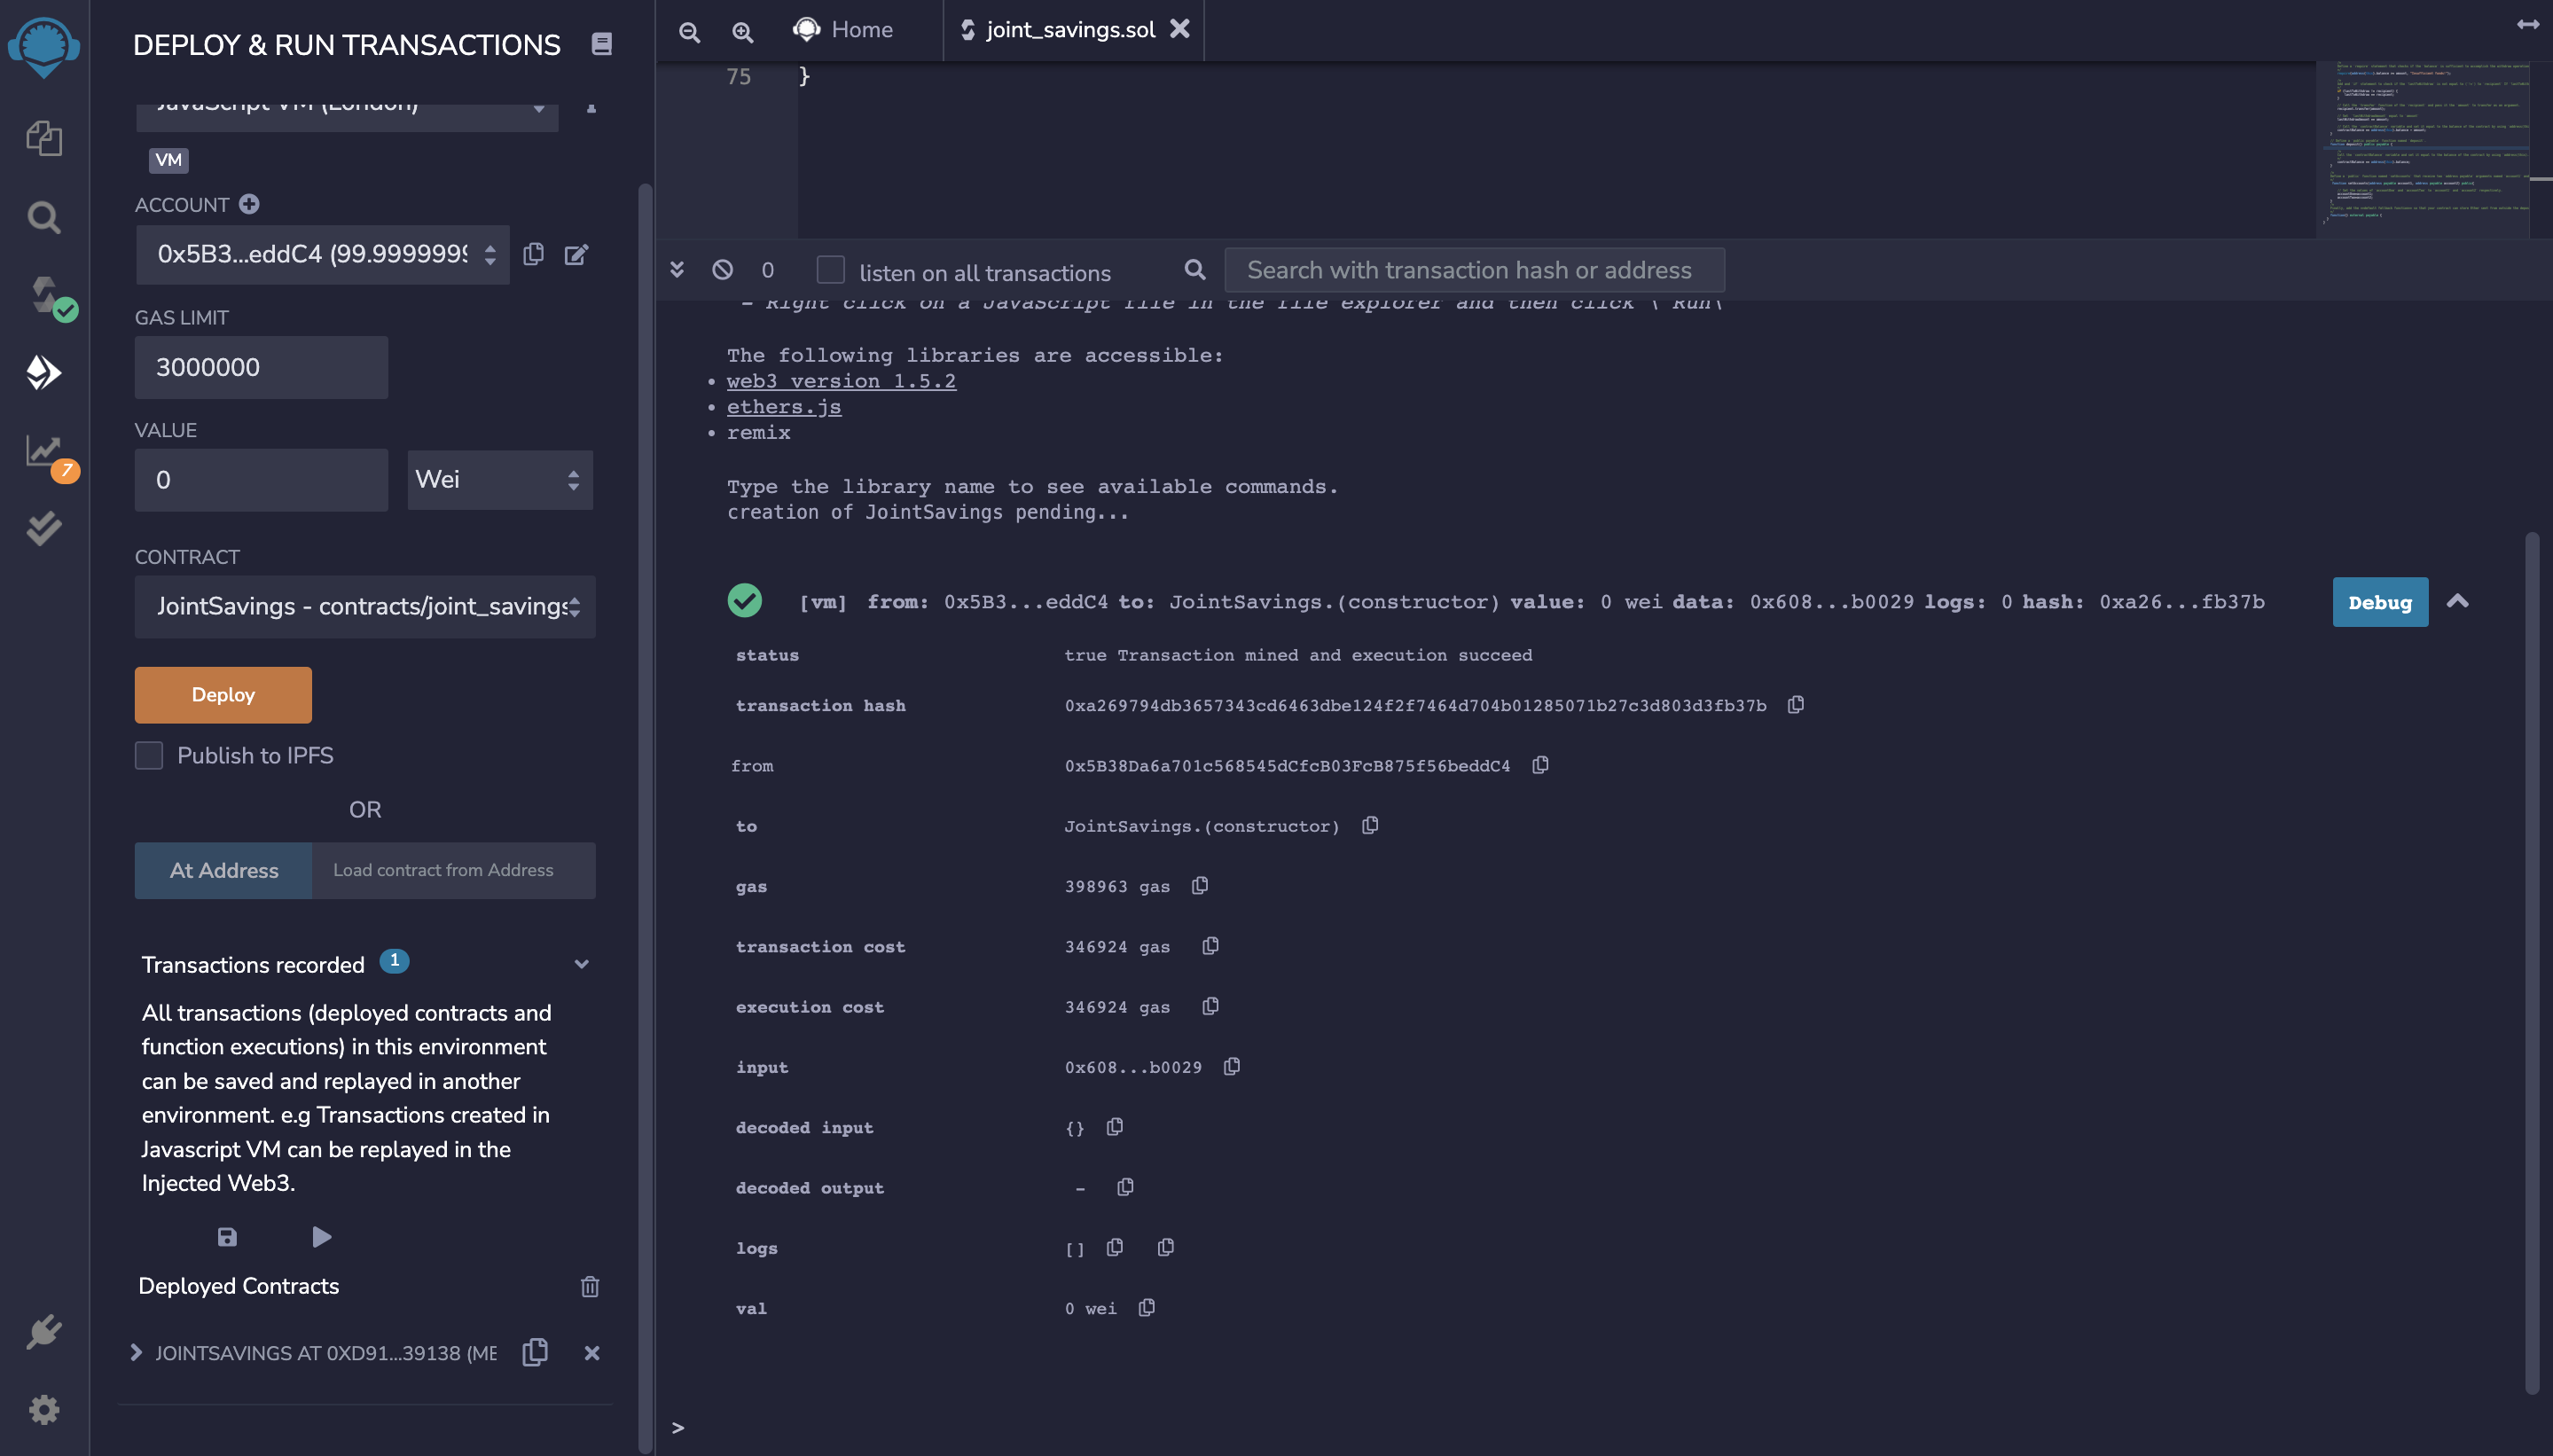 DEPLOY & RUN TRANSACTIONS
JavaScript VM (London)
VM
ACCOUNT
0x5B3...eddC4 (99.9999999
GAS LIMIT
3000000
VALUE
0
Wei
CONTRACT
JointSavings - contracts/joint_savings
Deploy
Publish to IPFS
OR
At Address
Load contract from Address
Transactions recorded 1
All transactions (deployed contracts and
function executions) in this environment
can be saved and replayed in another
environment. e.g Transactions created in
Javascript VM can be replayed in the
Injected Web3.
Deployed Contracts
JOINTSAVINGS AT 0XD91...39138 (ME
7
Home
joint_savings.sol
75 }
0
listen on all transactions
Search with transaction hash or address
- Right click on a JavaScript file in the file explorer and then click \`Run\`
The following libraries are accessible:
• web3 version 1.5.2
• ethers.js
• remix
Type the library name to see available commands.
creation of JointSavings pending...
[vm] from: 0x5B3...eddC4 to: JointSavings.(constructor) value: 0 wei data: 0x608...b0029 logs: 0 hash: 0xa26...fb37b
Debug
status true Transaction mined and execution succeed
transaction hash 0xa269794db3657343cd6463dbe124f2f7464d704b01285071b27c3d803d3fb37b
from 0x5B38Da6a701c568545dCfcB03FcB875f56beddC4
to JointSavings.(constructor)
gas 398963 gas
transaction cost 346924 gas
execution cost 346924 gas
input 0x608...b0029
decoded input {}
decoded output -
logs []
val 0 wei
>